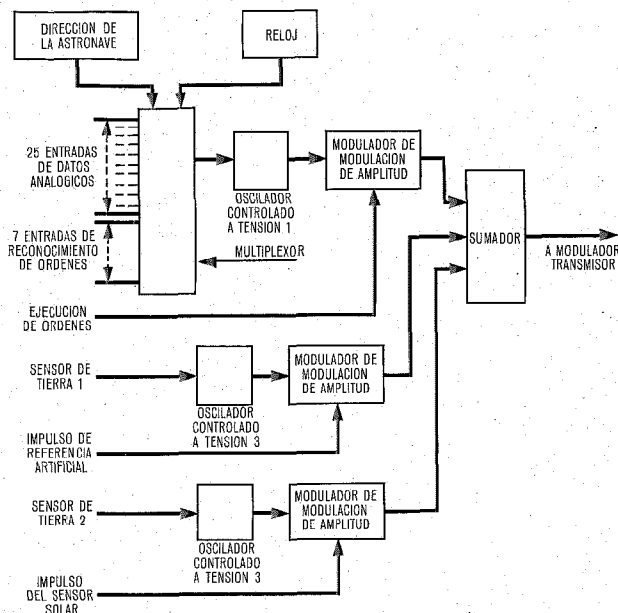 DIRECCION DE
LA ASTRONAVE
RELOJ
25 ENTRADAS
DE DATOS
ANALOGICOS
MODULADOR DE
MODULACION
DE AMPLITUD
OSCILADOR
CONTROLADO
A TENSION 1
7 ENTRADAS DE
RECONOCIMIENTO
DE ORDENES
MULTIPLEXOR
SUMADOR
A MODULADOR
TRANSMISOR
EJECUCION
DE ORDENES
SENSOR DE
TIERRA 1
MODULADOR DE
MODULACION
DE AMPLITUD
OSCILADOR
CONTROLADO
A TENSION 3
IMPULSO DE
REFERENCIA
ARTIFICIAL
SENSOR DE
TIERRA 2
MODULADOR DE
MODULACION
DE AMPLITUD
OSCILADOR
CONTROLADO
A TENSION 3
IMPULSO
DEL SENSOR
SOLAR